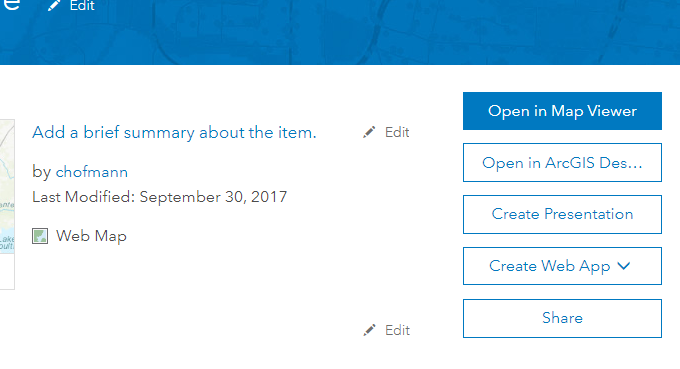 Edit
Add a brief summary about the item.
Edit
by chofmann
Last Modified: September 30, 2017
Web Map
Edit
Open in Map Viewer
Open in ArcGIS Des...
Create Presentation
Create Web App
Share